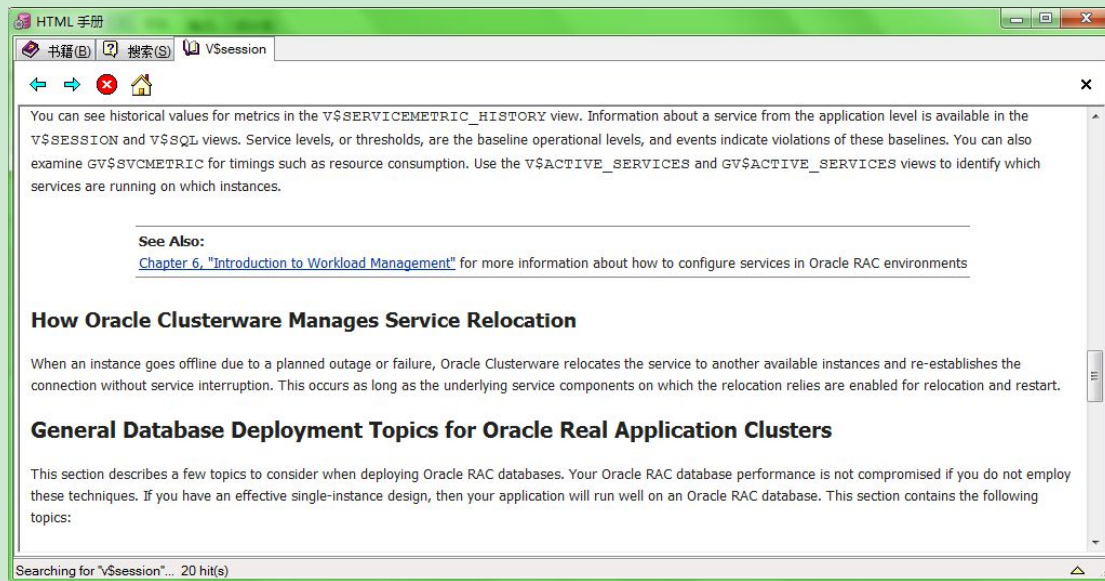 HTML 手册
书籍(B) 搜索(S) V$session
You can see historical values for metrics in the V$SERVICEMETRIC_HISTORY view. Information about a service from the application level is available in the
V$SESSION and V$SQL views. Service levels, or thresholds, are the baseline operational levels, and events indicate violations of these baselines. You can also
examine GV$SVCMETRIC for timings such as resource consumption. Use the V$ACTIVE_SERVICES and GV$ACTIVE_SERVICES views to identify which
services are running on which instances.
See Also:
Chapter 6, "Introduction to Workload Management" for more information about how to configure services in Oracle RAC environments
How Oracle Clusterware Manages Service Relocation
When an instance goes offline due to a planned outage or failure, Oracle Clusterware relocates the service to another available instances and re-establishes the
connection without service interruption. This occurs as long as the underlying service components on which the relocation relies are enabled for relocation and restart.
General Database Deployment Topics for Oracle Real Application Clusters
This section describes a few topics to consider when deploying Oracle RAC databases. Your Oracle RAC database performance is not compromised if you do not employ
these techniques. If you have an effective single-instance design, then your application will run well on an Oracle RAC database. This section contains the following
topics:
Searching for "v$session"... 20 hit(s)